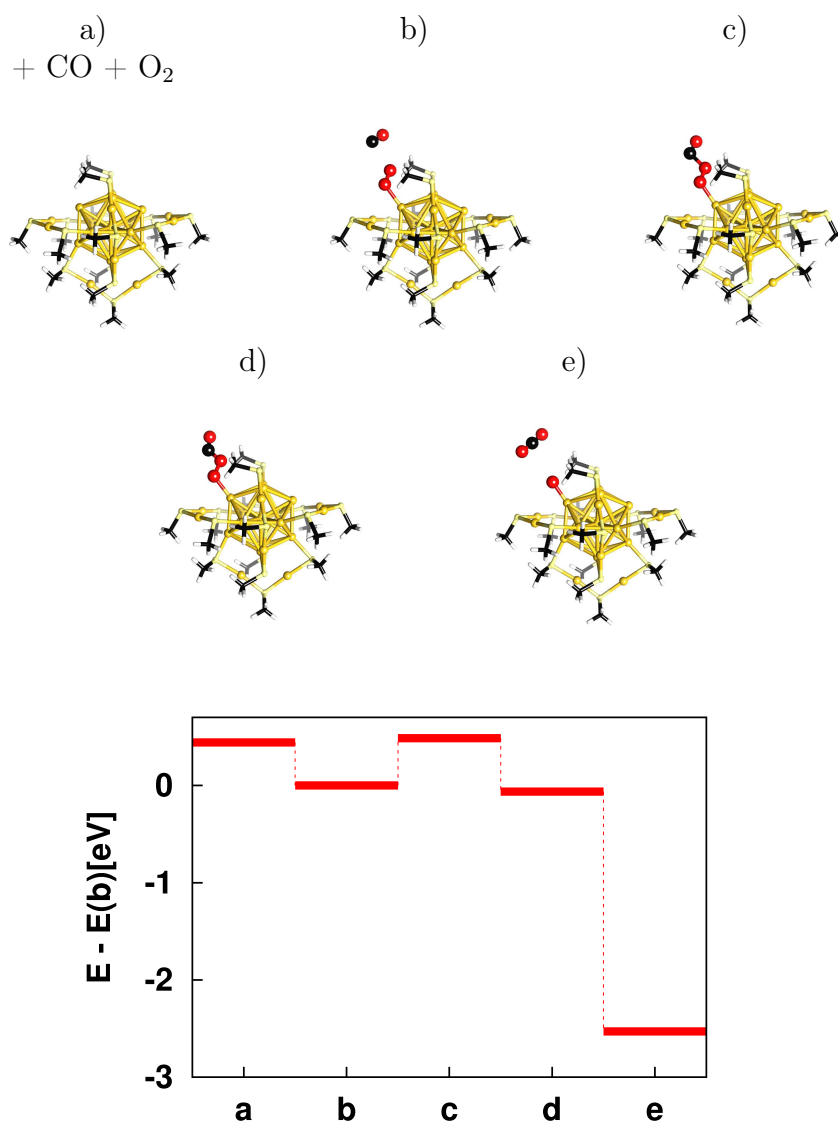 a) b) c)
+ CO + O₂
d) e)
E - E(b)[eV]
0
-1
-2
-3
a b c d e